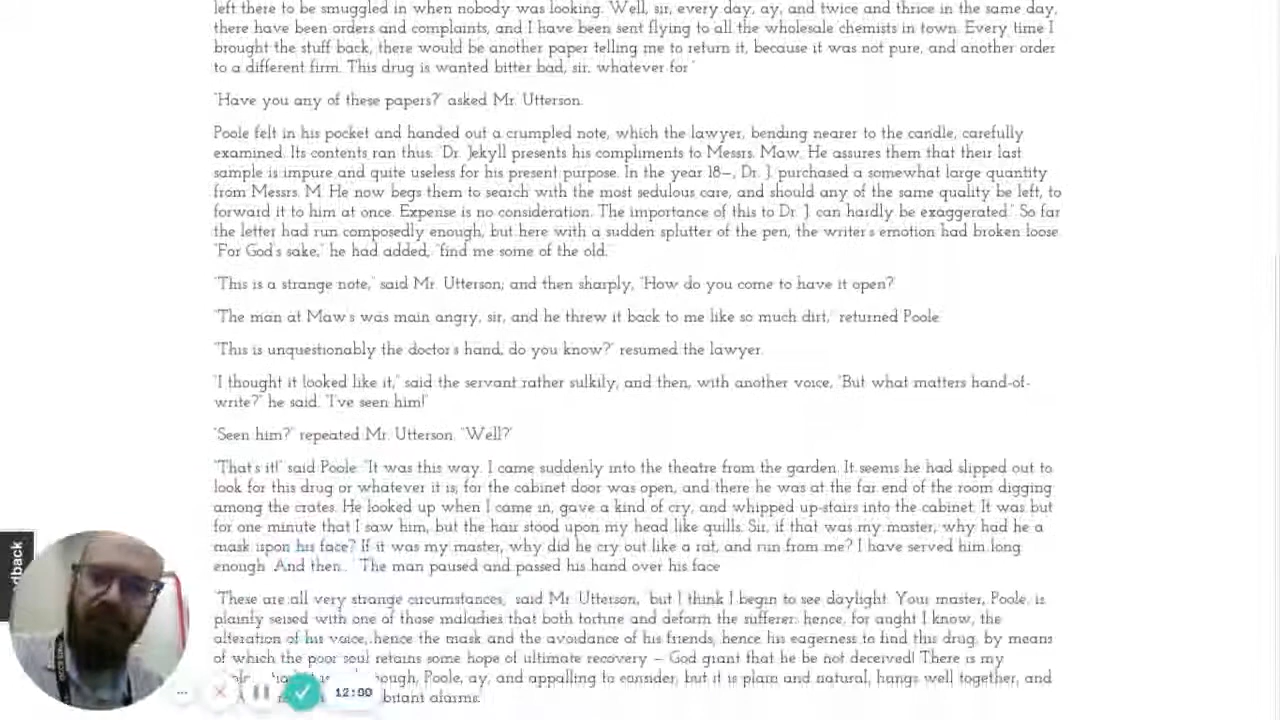 left there to be smuggled in when nobody was looking. Well, sir, every day, ay, and twice and thrice in the same day,
there have been orders and complaints, and I have been sent flying to all the wholesale chemists in town. Every time I
brought the stuff back, there would be another paper telling me to return it, because it was not pure, and another order
to a different firm. This drug is wanted bitter bad, sir, whatever for."
"Have you any of these papers?" asked Mr. Utterson.
Poole felt in his pocket and handed out a crumpled note, which the lawyer, bending nearer to the candle, carefully
examined. Its contents ran thus: "Dr. Jekyll presents his compliments to Messrs. Maw. He assures them that their last
sample is impure and quite useless for his present purpose. In the year 18—, Dr. J. purchased a somewhat large quantity
from Messrs. M. He now begs them to search with the most sedulous care, and should any of the same quality be left, to
forward it to him at once. Expense is no consideration. The importance of this to Dr. J. can hardly be exaggerated." So far
the letter had run composedly enough, but here with a sudden splutter of the pen, the writer's emotion had broken loose.
"For God's sake," he had added, "find me some of the old."
"This is a strange note," said Mr. Utterson; and then sharply, "How do you come to have it open?"
"The man at Maw's was main angry, sir, and he threw it back to me like so much dirt," returned Poole.
"This is unquestionably the doctor's hand, do you know?" resumed the lawyer.
"I thought it looked like it," said the servant rather sulkily; and then, with another voice, "But what matters hand-of-
write?" he said. "I've seen him!"
"Seen him?" repeated Mr. Utterson. "Well?"
"That's it!" said Poole. "It was this way. I came suddenly into the theatre from the garden. It seems he had slipped out to
look for this drug or whatever it is; for the cabinet door was open, and there he was at the far end of the room digging
among the crates. He looked up when I came in, gave a kind of cry, and whipped up-stairs into the cabinet. It was but
for one minute that I saw him, but the hair stood upon my head like quills. Sir, if that was my master, why had he a
mask upon his face? If it was my master, why did he cry out like a rat, and run from me? I have served him long
enough. And then..." The man paused and passed his hand over his face.
"These are all very strange circumstances," said Mr. Utterson, "but I think I begin to see daylight. Your master, Poole, is
plainly seised with one of those maladies that both torture and deform the sufferer; hence, for aught I know, the
alteration of his voice; hence the mask and the avoidance of his friends; hence his eagerness to find this drug, by means
of which the poor soul retains some hope of ultimate recovery — God grant that he be not deceived! There is my
ough, Poole, ay, and appalling to consider; but it is plain and natural, hangs well together, and
bitant alarms."
dback
12:00